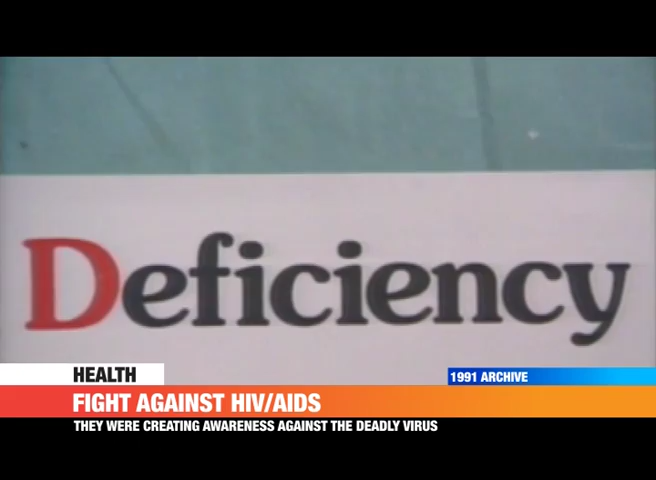 Deficiency
HEALTH
1991 ARCHIVE
FIGHT AGAINST HIV/AIDS
THEY WERE CREATING AWARENESS AGAINST THE DEADLY VIRUS